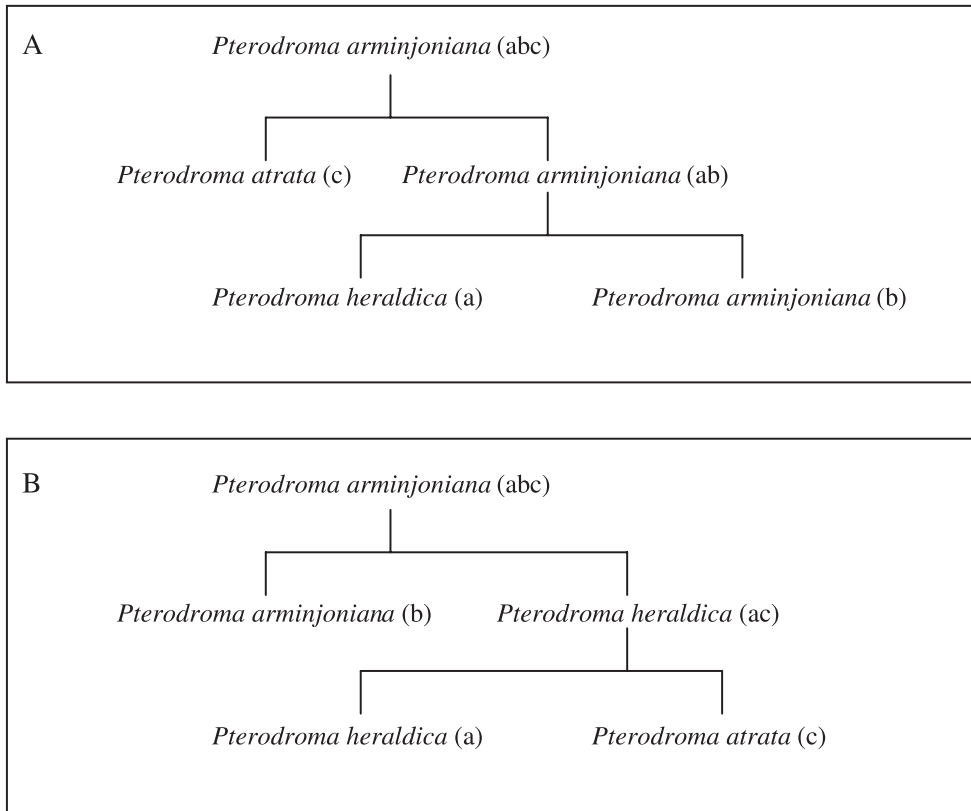 A
Pterodroma arminjoniana (abc)
Pterodroma atrata (c) Pterodroma arminjoniana (ab)
Pterodroma heraldica (a) Pterodroma arminjoniana (b)
B
Pterodroma arminjoniana (abc)
Pterodroma arminjoniana (b) Pterodroma heraldica (ac)
Pterodroma heraldica (a) Pterodroma atrata (c)